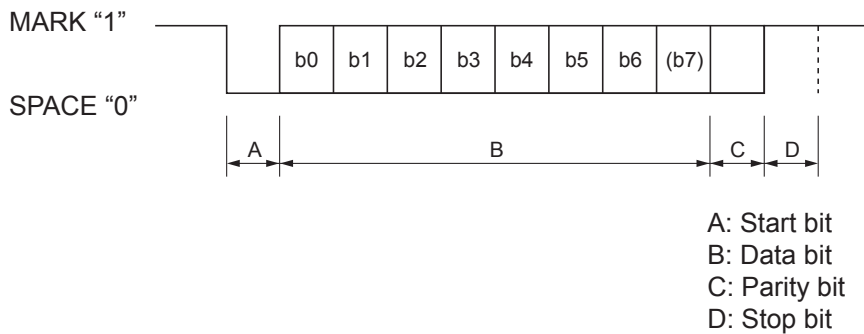 MARK “1”
b0 b1 b2 b3 b4 b5 b6 (b7)
SPACE “0”
A B C D
A: Start bit
B: Data bit
C: Parity bit
D: Stop bit